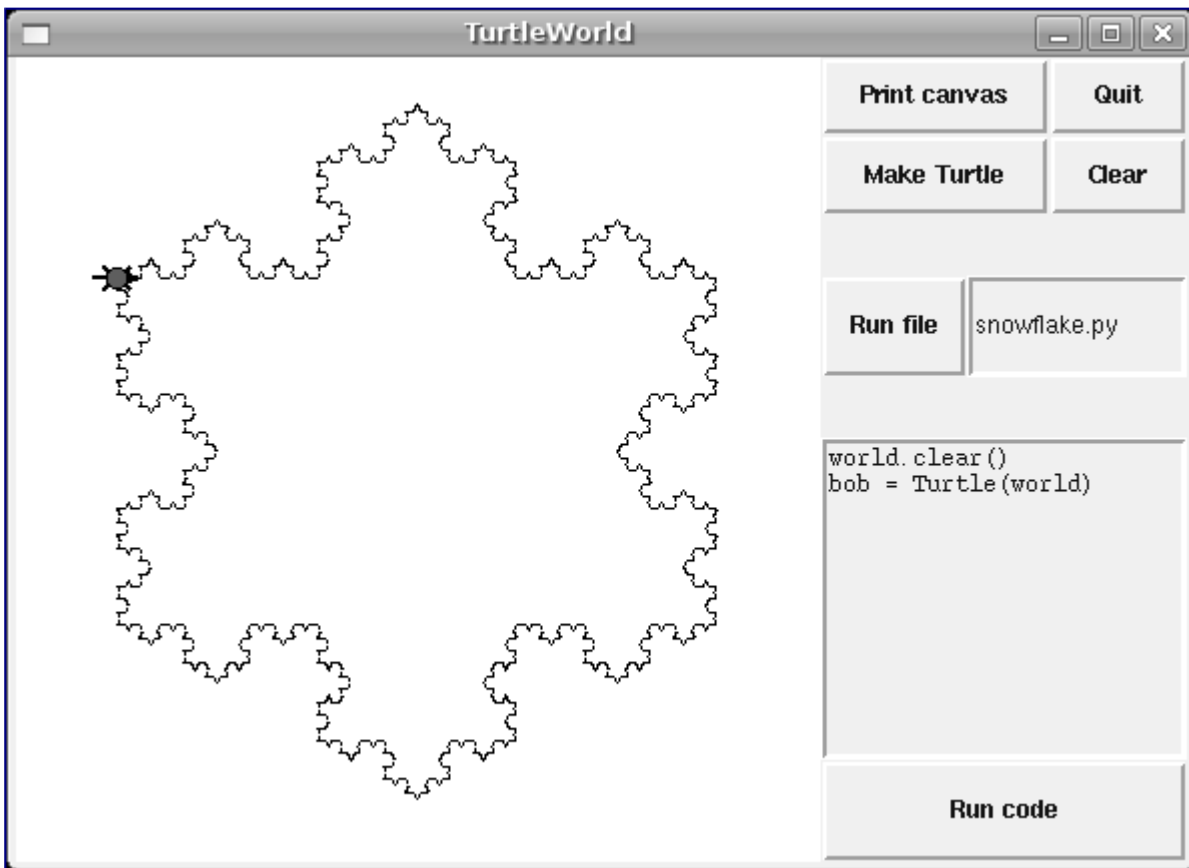 TurtleWorld
Print canvas
Quit
Make Turtle
Clear
Run file
snowflake.py
world.clear()
bob = Turtle(world)
Run code